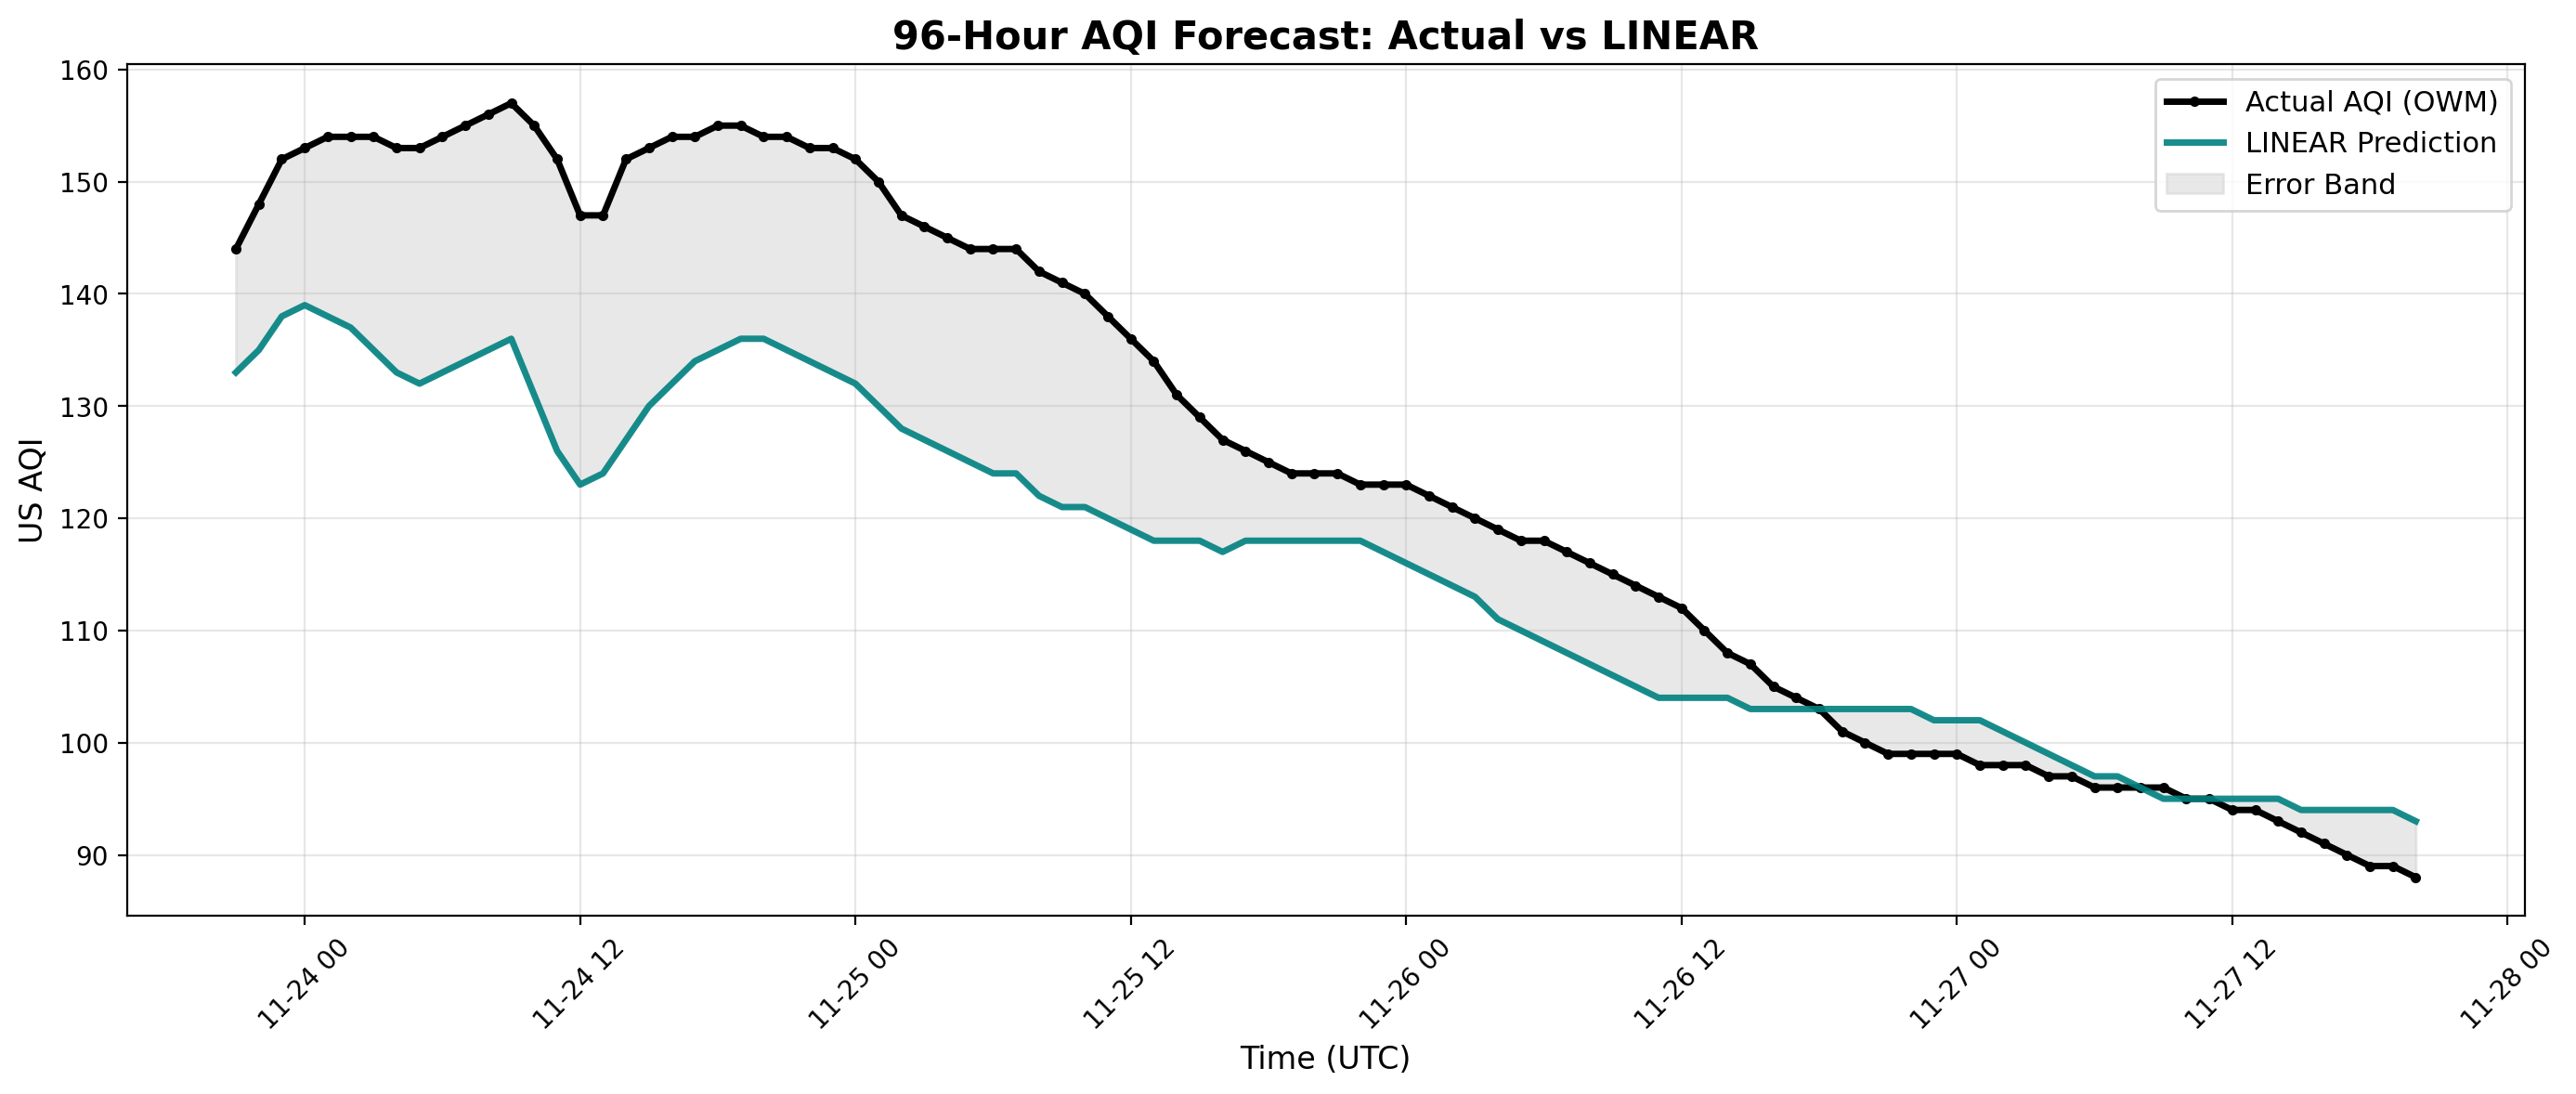 96-Hour AQI Forecast: Actual vs LINEAR
Actual AQI (OWM)
LINEAR Prediction
Error Band
US AQI
160
150
140
130
120
110
100
90
11-24 00
11-24 12
11-25 00
11-25 12
11-26 00
11-26 12
11-27 00
11-27 12
11-28 00
Time (UTC)